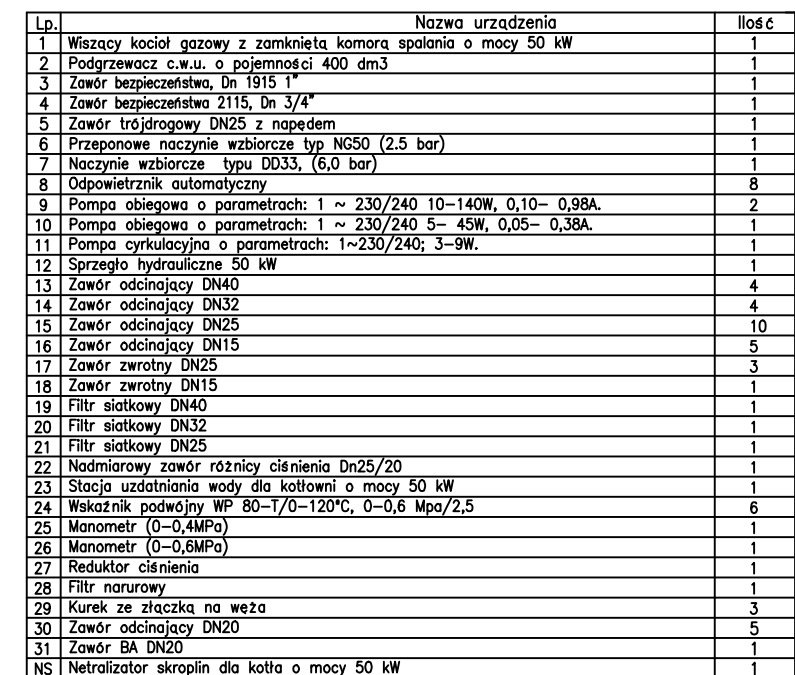 Lp. Nazwa urządzenia Ilość
1 Wiszący kocioł gazowy z zamkniętą komorą spalania o mocy 50 kW 1
2 Podgrzewacz c.w.u. o pojemności 400 dm3 1
3 Zawór bezpieczeństwa, Dn 1915 1" 1
4 Zawór bezpieczeństwa 2115, Dn 3/4" 1
5 Zawór trójdrogowy DN25 z napędem 1
6 Przeponowe naczynie wzbiorcze typ NG50 (2.5 bar) 1
7 Naczynie wzbiorcze typu DD33, (6,0 bar) 1
8 Odpowietrznik automatyczny 8
9 Pompa obiegowa o parametrach: 1 ~ 230/240 10-140W, 0,10- 0,98A. 2
10 Pompa obiegowa o parametrach: 1 ~ 230/240 5- 45W, 0,05- 0,38A. 1
11 Pompa cyrkulacyjna o parametrach: 1~230/240; 3-9W. 1
12 Sprzęgło hydrauliczne 50 kW 1
13 Zawór odcinający DN40 4
14 Zawór odcinający DN32 4
15 Zawór odcinający DN25 10
16 Zawór odcinający DN15 5
17 Zawór zwrotny DN25 3
18 Zawór zwrotny DN15 1
19 Filtr siatkowy DN40 1
20 Filtr siatkowy DN32 1
21 Filtr siatkowy DN25 1
22 Nadmiarowy zawór różnicy ciśnienia Dn25/20 1
23 Stacja uzdatniania wody dla kotłowni o mocy 50 kW 1
24 Wskaźnik podwójny WP 80-T/0-120°C, 0-0,6 Mpa/2,5 6
25 Manometr (0-0,4MPa) 1
26 Manometr (0-0,6MPa) 1
27 Reduktor ciśnienia 1
28 Filtr narurowy 1
29 Kurek ze złączką na węża 3
30 Zawór odcinający DN20 5
31 Zawór BA DN20 1
NS Netralizator skroplin dla kotła o mocy 50 kW 1